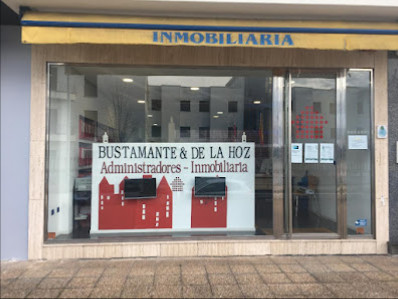 INMOBILIARIA
BUSTAMANTE & DE LA HOZ
Administradores - Inmobiliaria